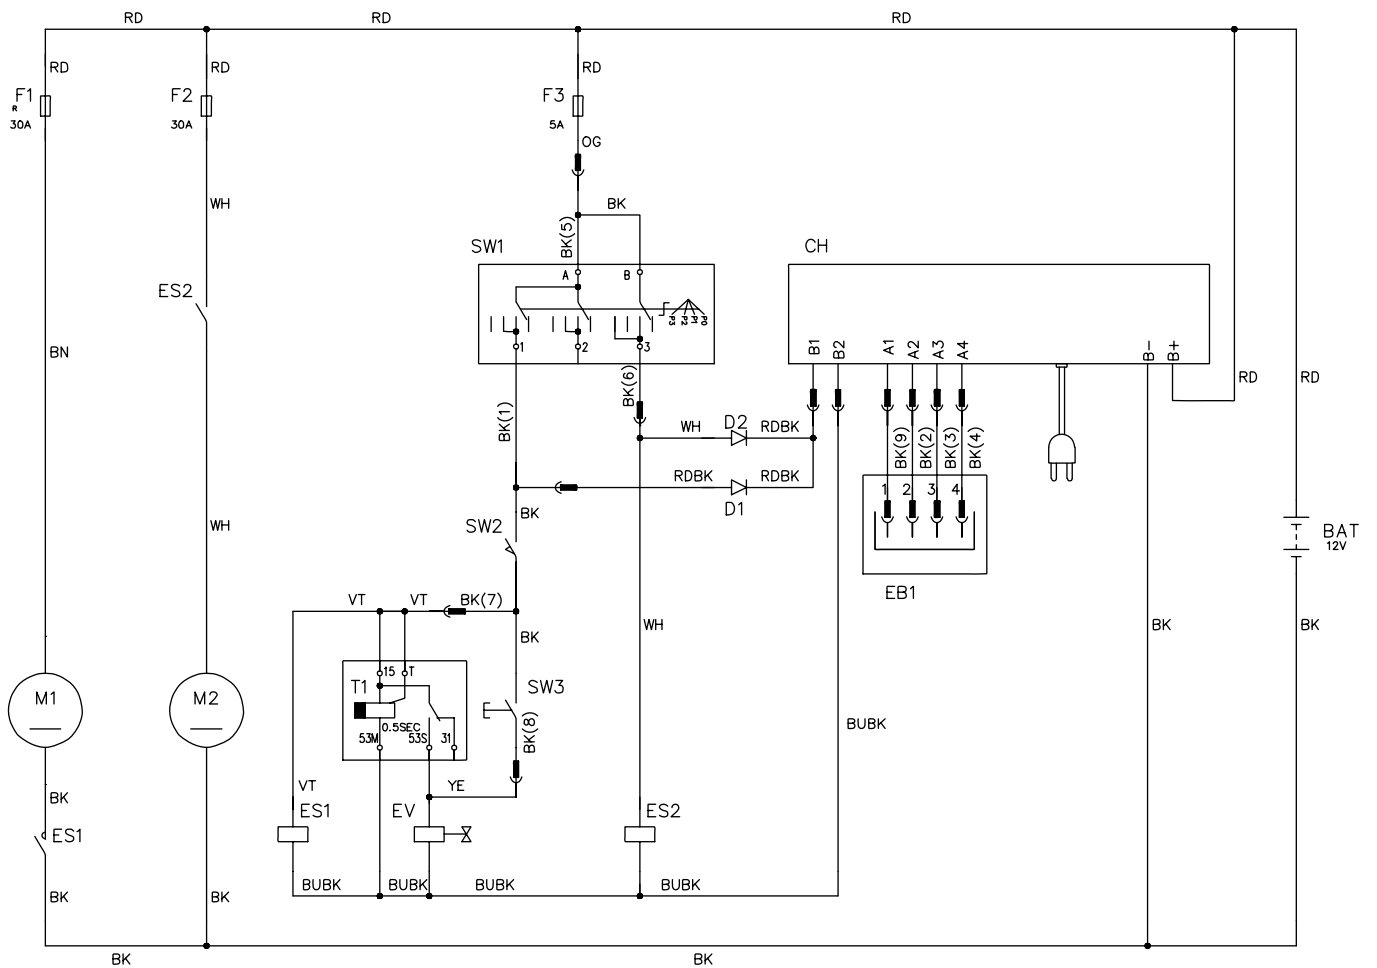 RD
RD
RD
RD
RD
RD
F1
R
30A
F2
30A
F3
5A
OG
WH
BK
BK(5)
SW1
CH
A
B
ES2
P3
P2
P1
P0
1
2
3
BN
B1
B2
A1
A2
A3
A4
B-
B+
RD
RD
BK(6)
BK(1)
WH
D2
RDBK
BK(9)
BK(2)
BK(3)
BK(4)
RDBK
RDBK
D1
1
2
3
4
BK
WH
SW2
BAT
12V
EB1
VT
VT
BK(7)
BK
WH
BK
BK
15
T
T1
SW3
M1
M2
0.5SEC
53M
53S
31
BK(8)
BUBK
VT
YE
BK
ES1
EV
ES2
ES1
BUBK
BUBK
BUBK
BUBK
BK
BK
BK
BK